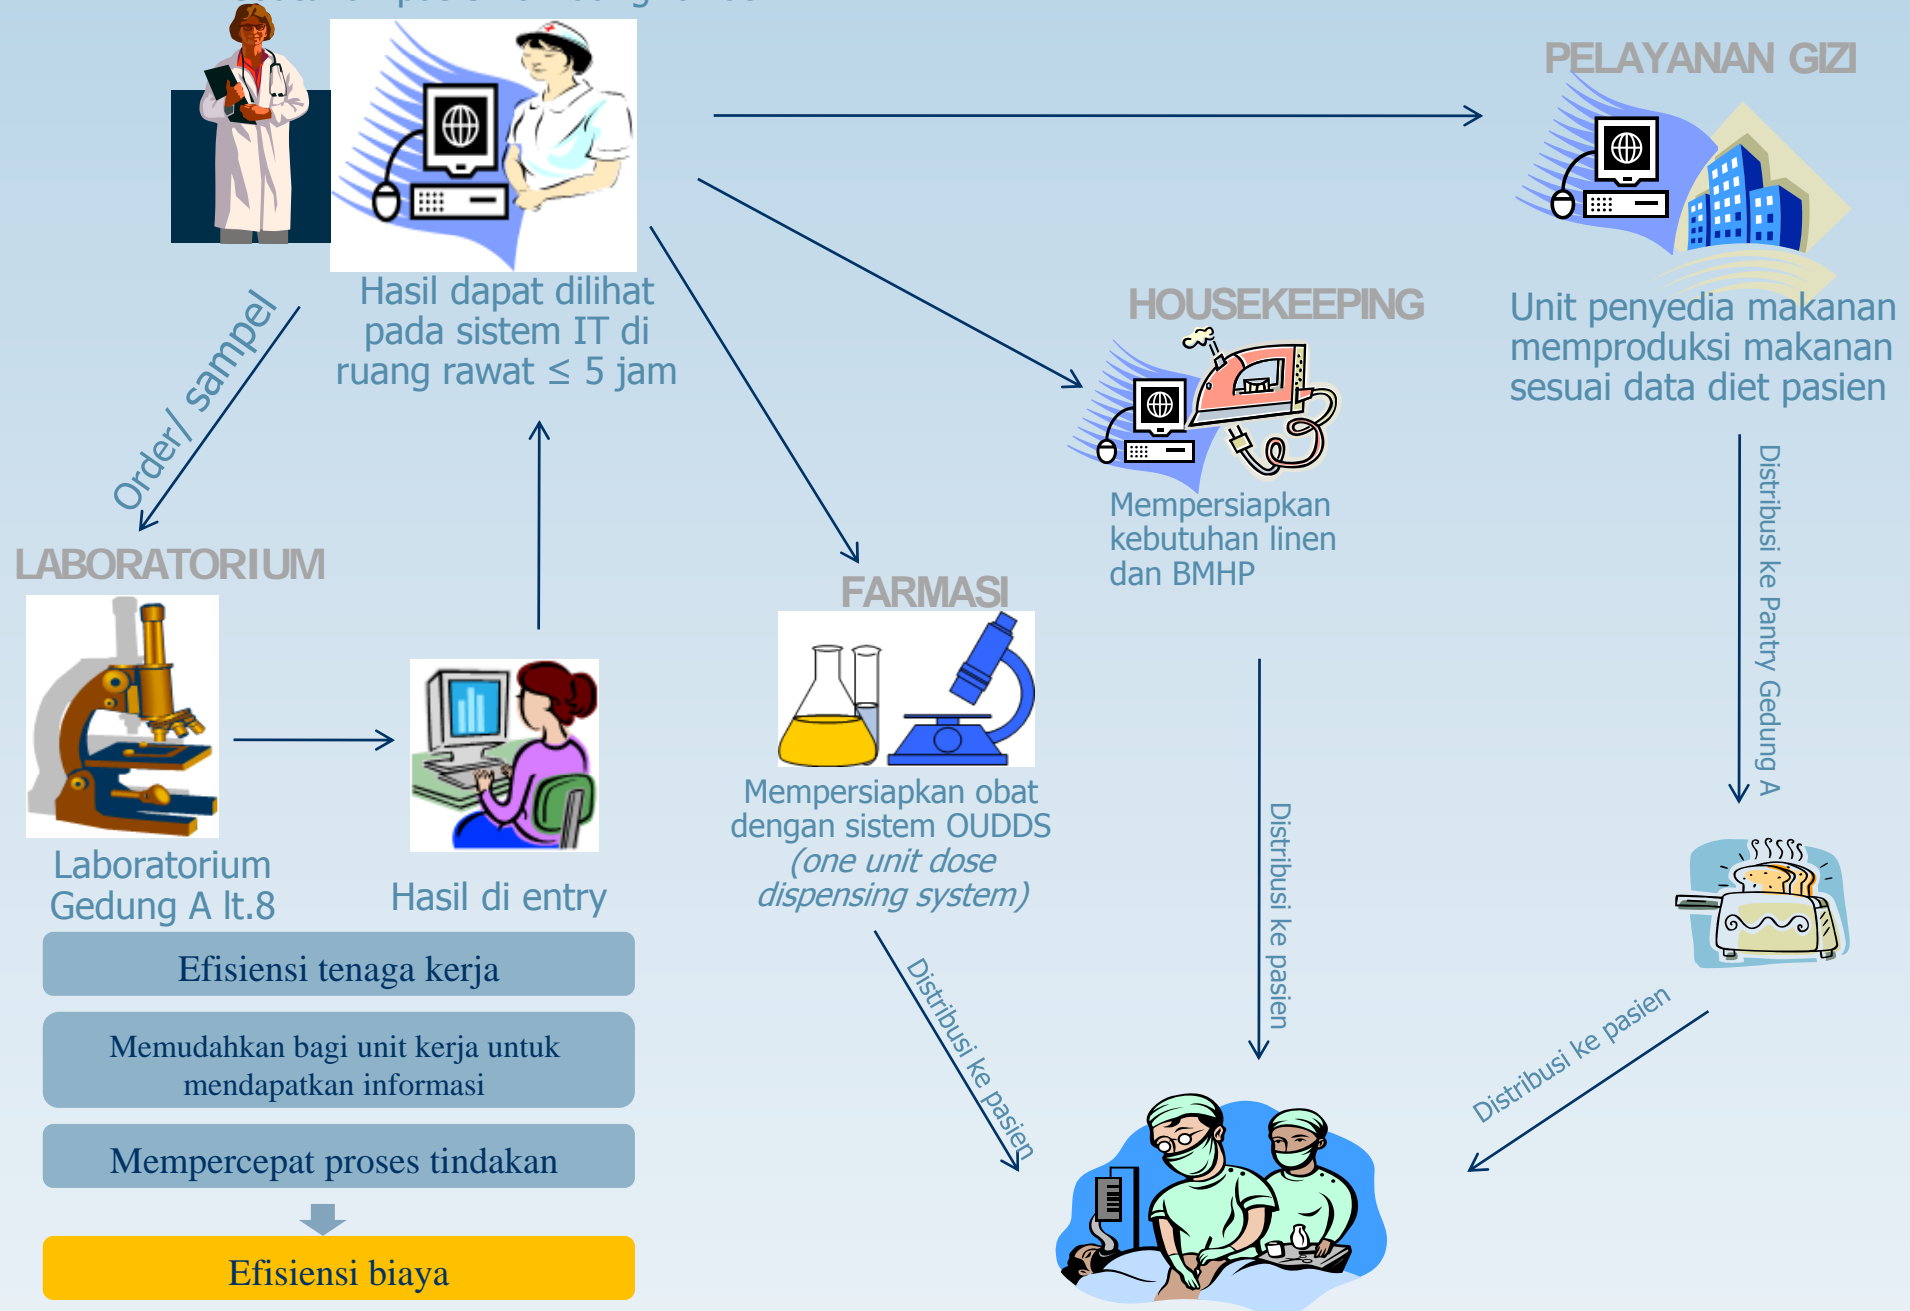 PELAYANAN GIZI
Hasil dapat dilihat
pada sistem IT di
ruang rawat ≤ 5 jam
Order/ sampel
HOUSEKEEPING
Unit penyedia makanan
memproduksi makanan
sesuai data diet pasien
Mempersiapkan
kebutuhan linen
dan BMHP
Distribusi ke Pantry Gedung A
LABORATORIUM
FARMASI
Mempersiapkan obat
dengan sistem OUDDS
(one unit dose
dispensing system)
Laboratorium
Gedung A lt.8
Hasil di entry
Distribusi ke pasien
Distribusi ke pasien
Distribusi ke pasien
Efisiensi tenaga kerja
Memudahkan bagi unit kerja untuk
mendapatkan informasi
Mempercepat proses tindakan
Efisiensi biaya